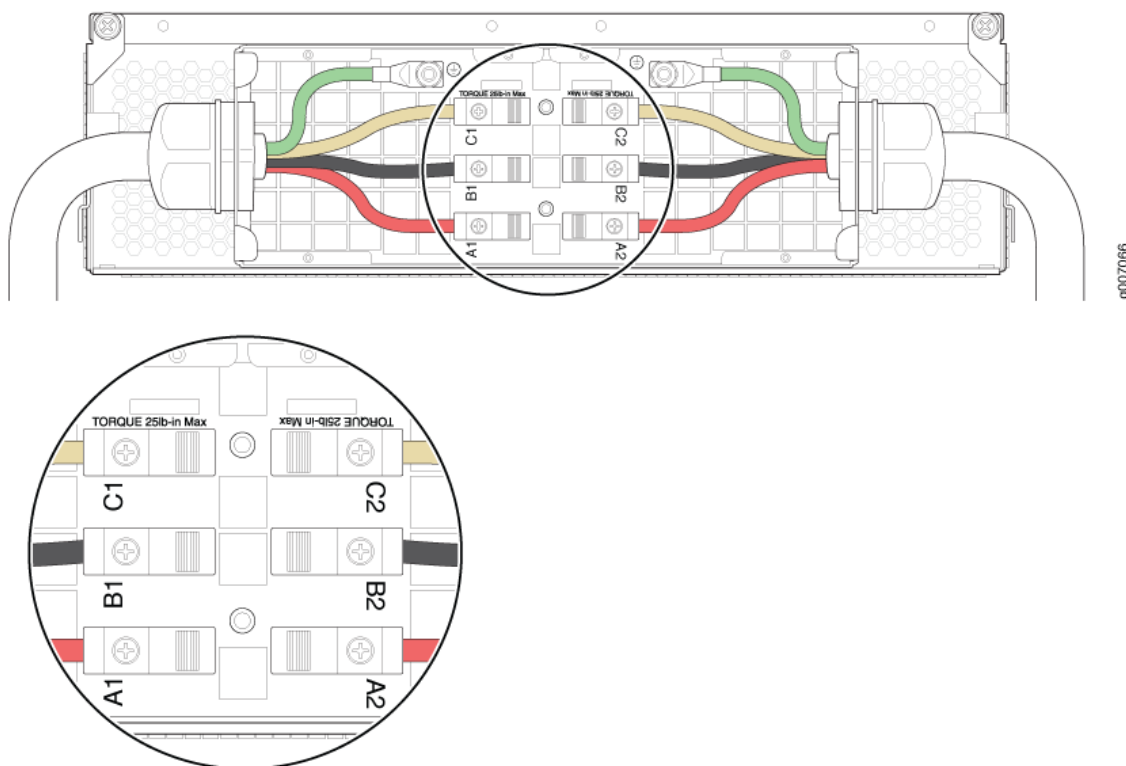 TORQUE 25lb-in Max
TORQUE 25lb-in Max
C1
C2
B1
B2
A1
A2
g007066
TORQUE 25lb-in Max
TORQUE 25lb-in Max
C1
C2
B1
B2
A1
A2